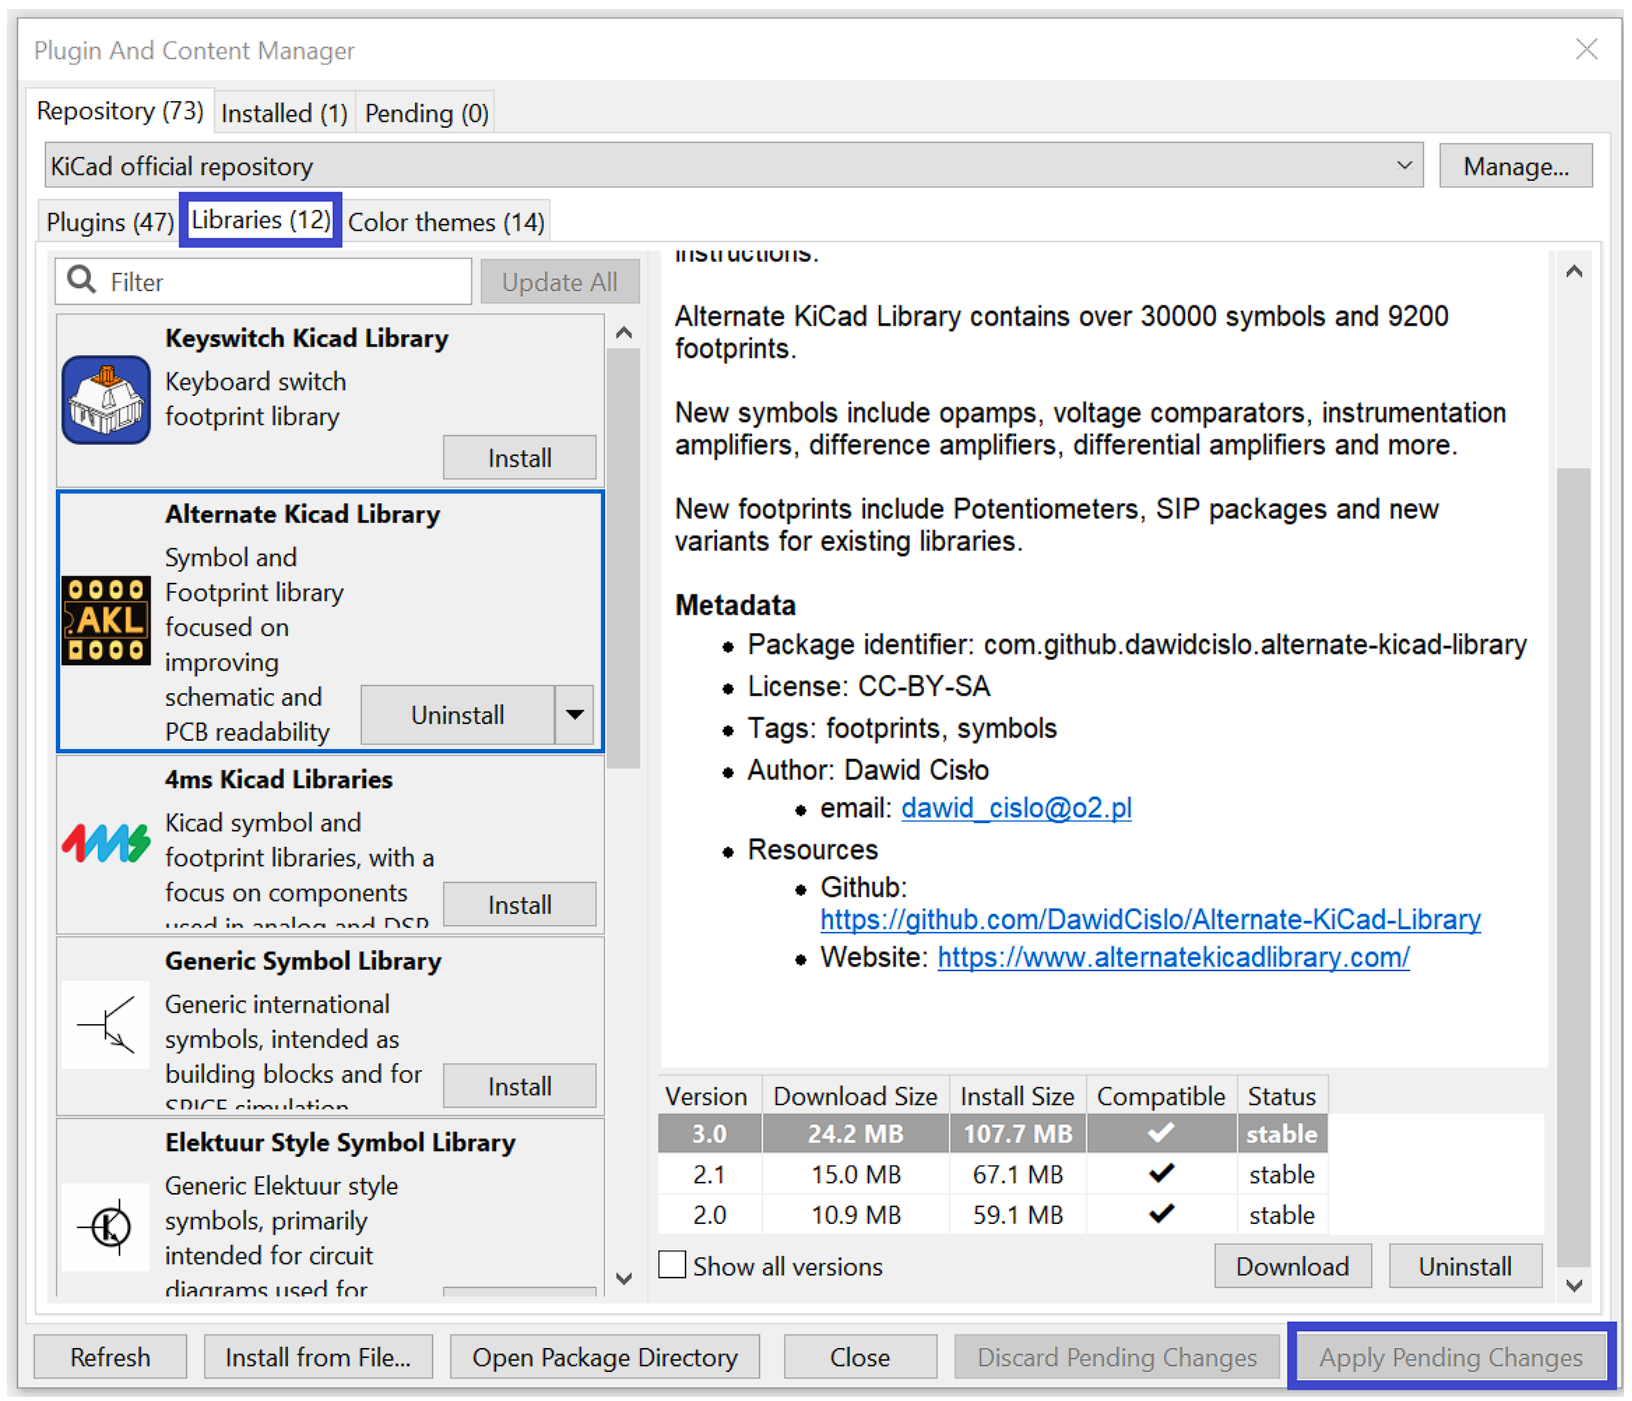 Plugin And Content Manager
Repository (73) Installed (1) Pending (0)
KiCad official repository Manage...
Plugins (47) Libraries (12) Color themes (14)
Filter Update All
Keyswitch Kicad Library
Keyboard switch
footprint library
Install
Alternate Kicad Library
Symbol and
Footprint library
focused on
improving
schematic and
PCB readability
Uninstall
AKL
4ms Kicad Libraries
Kicad symbol and
footprint libraries, with a
focus on components
used in analog and DSP
Install
4ms
Generic Symbol Library
Generic international
symbols, intended as
building blocks and for
SPICE simulation
Install
Elektuur Style Symbol Library
Generic Elektuur style
symbols, primarily
intended for circuit
diagrams used for
instructions.
Alternate KiCad Library contains over 30000 symbols and 9200
footprints.
New symbols include opamps, voltage comparators, instrumentation
amplifiers, difference amplifiers, differential amplifiers and more.
New footprints include Potentiometers, SIP packages and new
variants for existing libraries.
Metadata
• Package identifier: com.github.dawidcislo.alternate-kicad-library
• License: CC-BY-SA
• Tags: footprints, symbols
• Author: Dawid Cisło
• email: dawid_cislo@o2.pl
• Resources
• Github:
https://github.com/DawidCislo/Alternate-KiCad-Library
• Website: https://www.alternatekicadlibrary.com/
Version Download Size Install Size Compatible Status
3.0 24.2 MB 107.7 MB ✔ stable
2.1 15.0 MB 67.1 MB ✔ stable
2.0 10.9 MB 59.1 MB ✔ stable
Show all versions Download Uninstall
Refresh Install from File... Open Package Directory Close Discard Pending Changes Apply Pending Changes